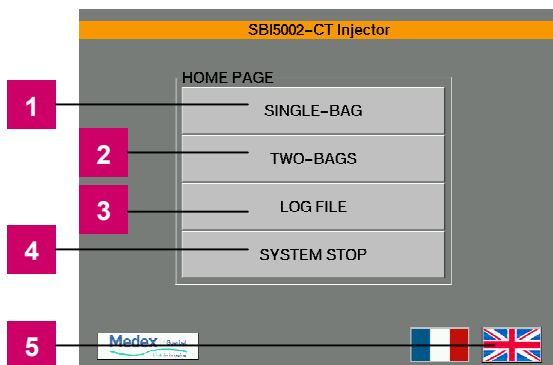 SBI5002-CT Injector
HOME PAGE
1
SINGLE-BAG
2
TWO-BAGS
3
LOG FILE
4
SYSTEM STOP
5
Medex